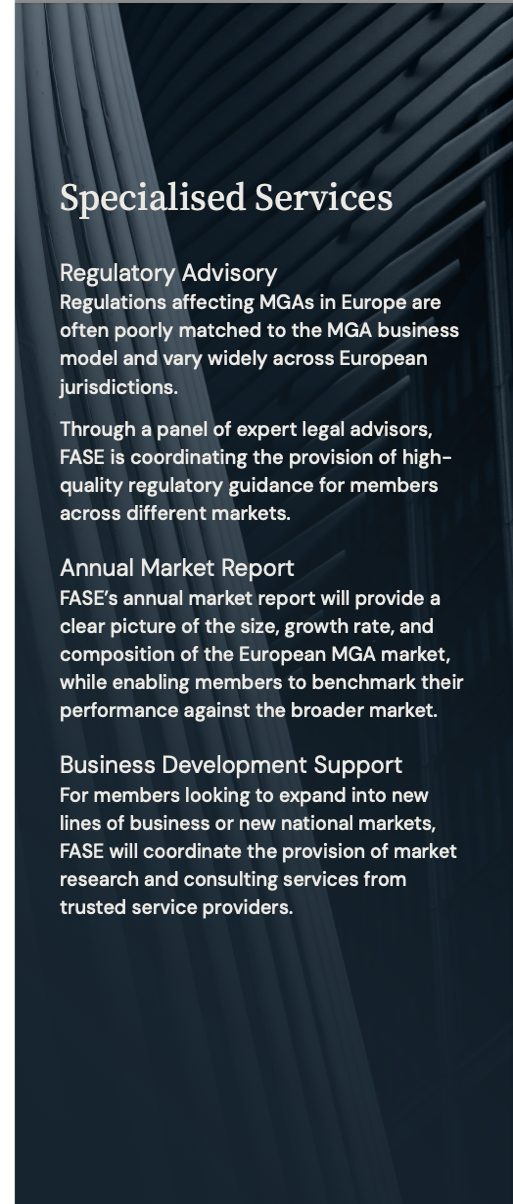 Specialised Services
Regulatory Advisory
Regulations affecting MGAs in Europe are
often poorly matched to the MGA business
model and vary widely across European
jurisdictions.
Through a panel of expert legal advisors,
FASE is coordinating the provision of high-
quality regulatory guidance for members
across different markets.
Annual Market Report
FASE’s annual market report will provide a
clear picture of the size, growth rate, and
composition of the European MGA market,
while enabling members to benchmark their
performance against the broader market.
Business Development Support
For members looking to expand into new
lines of business or new national markets,
FASE will coordinate the provision of market
research and consulting services from
trusted service providers.